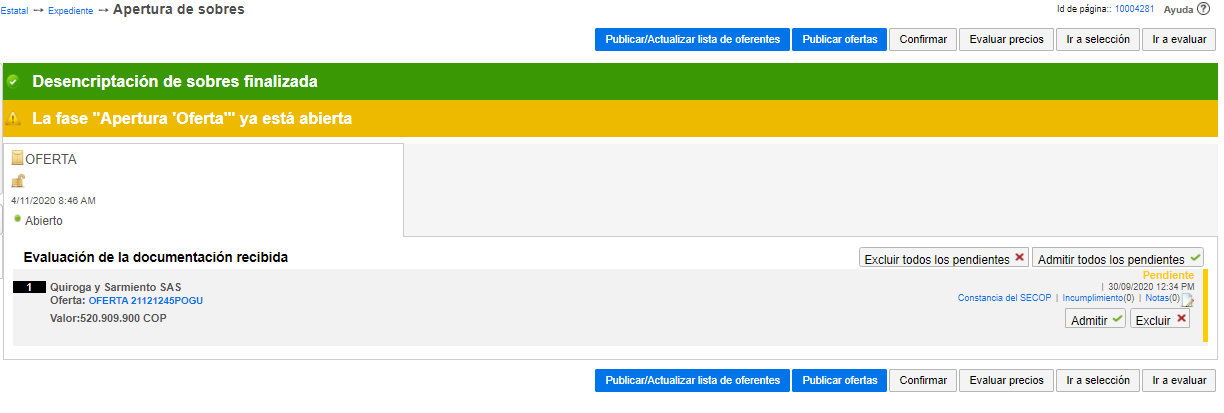 Estatal → Expediente → Apertura de sobres
Id de página:: 10004281 Ayuda ?
Publicar/Actualizar lista de oferentes Publicar ofertas Confirmar Evaluar precios Ir a selección Ir a evaluar
Desencriptación de sobres finalizada
La fase "Apertura 'Oferta'" ya está abierta
OFERTA
4/11/2020 8:46 AM
Abierto
Evaluación de la documentación recibida
Excluir todos los pendientes Admitir todos los pendientes
1 Quiroga y Sarmiento SAS
Pendiente
Oferta: OFERTA 21121245POGU
| 30/09/2020 12:34 PM
Constancia del SECOP | Incumplimiento(0) | Notas(0)
Valor:520.909.900 COP
Admitir Excluir
Publicar/Actualizar lista de oferentes Publicar ofertas Confirmar Evaluar precios Ir a selección Ir a evaluar